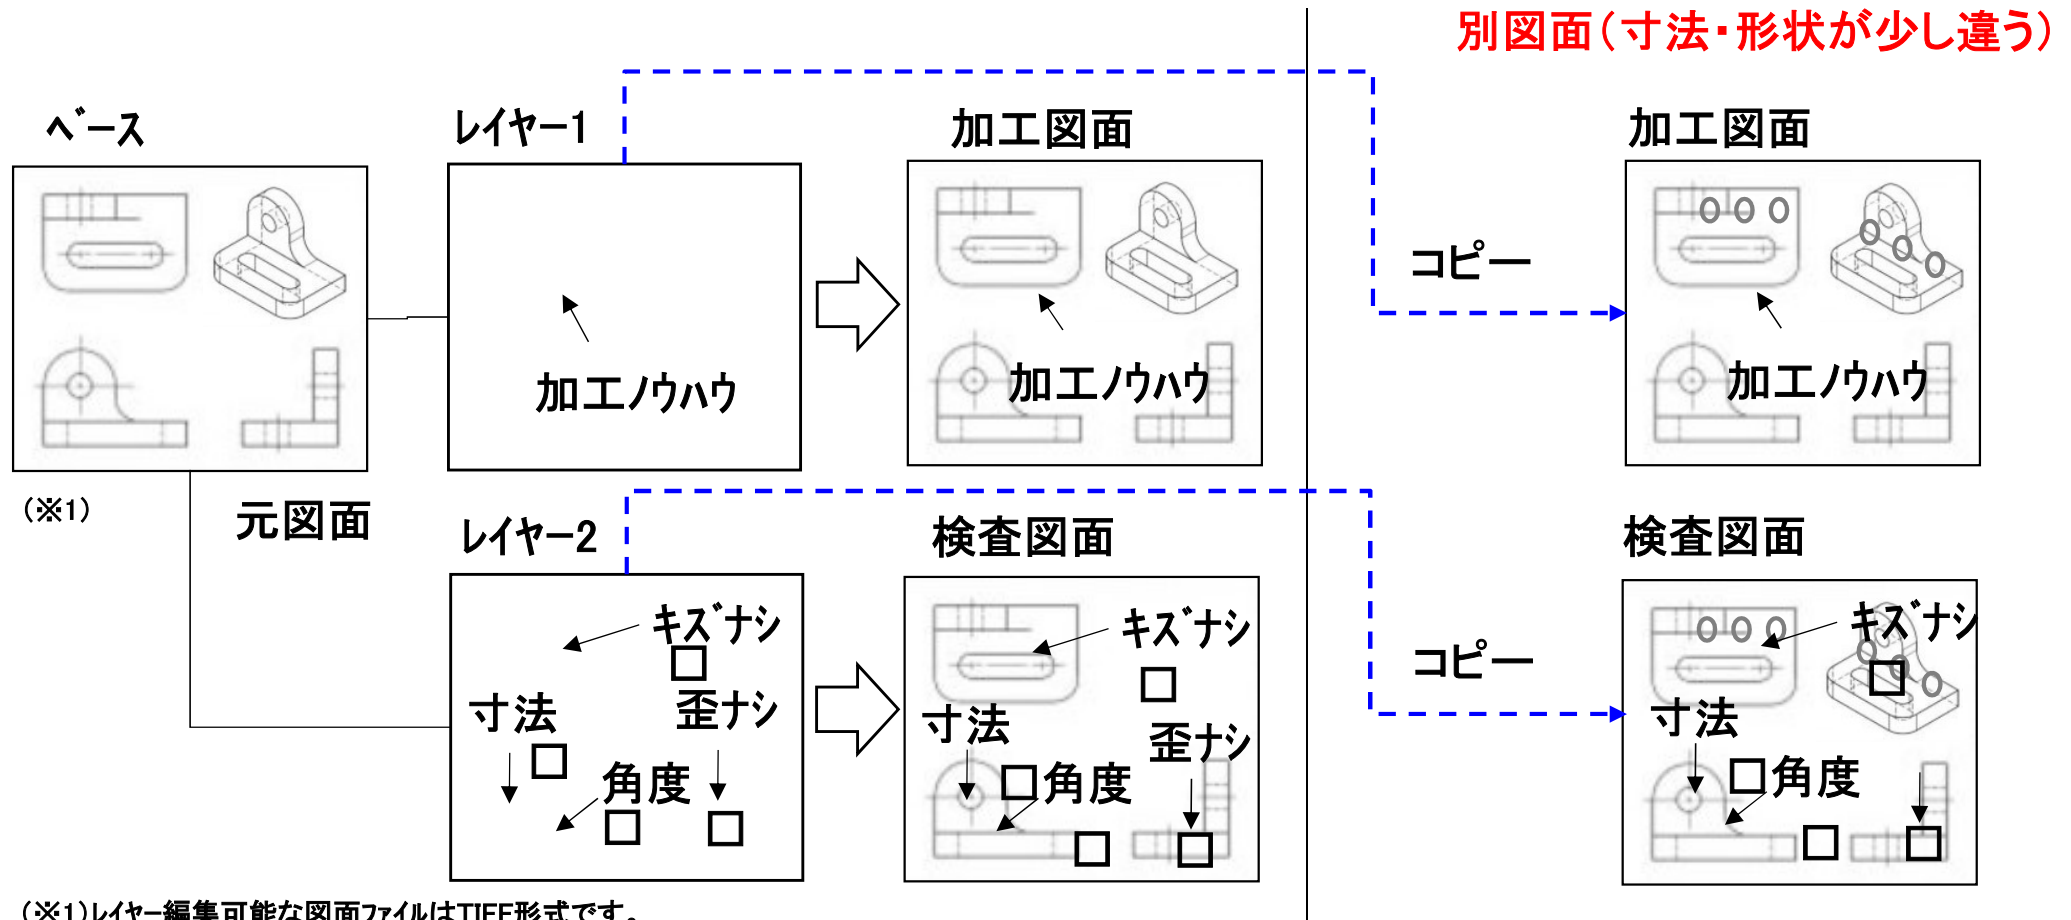 別図面(寸法・形状が少し違う)
ベース
レイヤー1
加工図面
加工図面
コピー
加工ノウハウ
加工ノウハウ
加工ノウハウ
(※1)
元図面
レイヤー2
検査図面
検査図面
キズナシ
キズナシ
キズナシ
コピー
寸法
歪ナシ
寸法
歪ナシ
寸法
角度
角度
角度
(※1)レイヤー編集可能な図面ファイルはTIFF形式です。